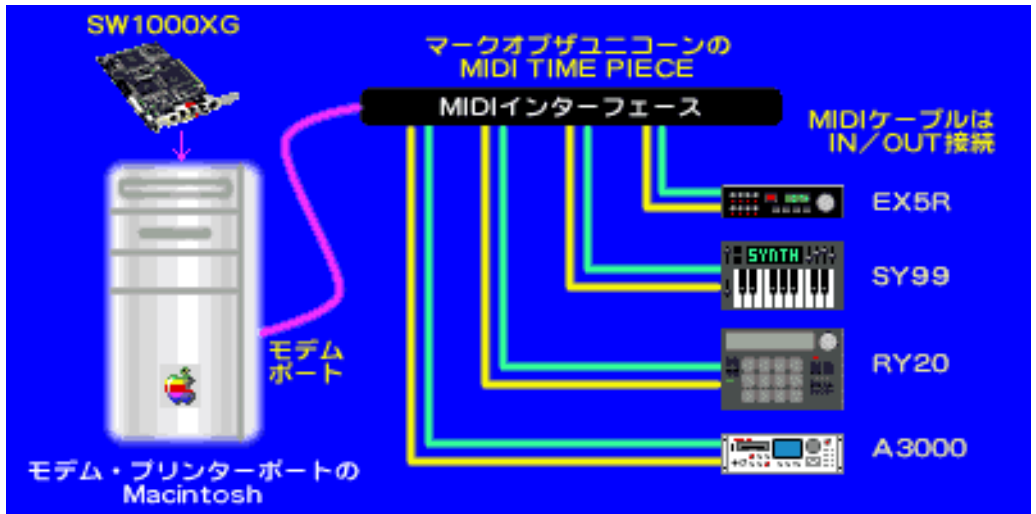 SW1000XG
マークオブザユニコーンの
MIDI TIME PIECE
MIDIインターフェース
MIDIケーブルは
IN／OUT接続
EX5R
SYNTH
SY99
モデム
ポート
RY20
A3000
モデム・プリンターポートの
Macintosh